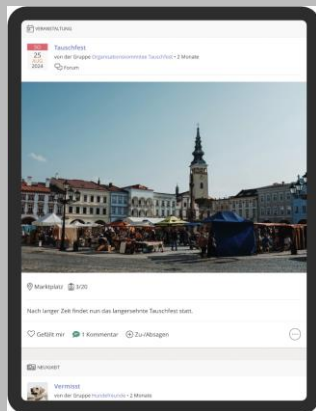 VERANSTALTUNG
SO
25
AUG
2024
Tauschfest
von der Gruppe Organisationskomitee Tauschfest • 2 Monate
Forum
Marktplatz 3/20
Nach langer Zeit findet nun das langersehnte Tauschfest statt.
Gefällt mir 1 Kommentar Zu-/Absagen
NEUIGKEIT
Vermisst
von der Gruppe Hundefreunde • 2 Monate